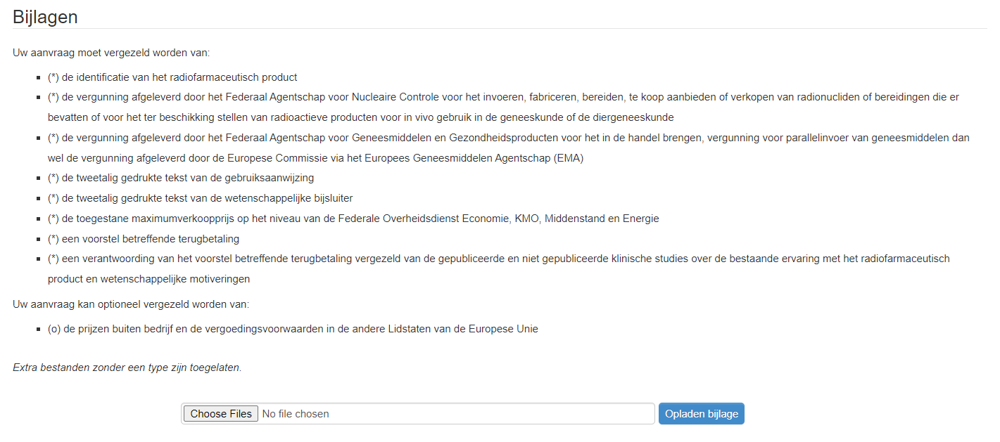 Bijlagen
Uw aanvraag moet vergezeld worden van:
▪ (*) de identificatie van het radiofarmaceutisch product
▪ (*) de vergunning afgeleverd door het Federaal Agentschap voor Nucleaire Controle voor het invoeren, fabriceren, bereiden, te koop aanbieden of verkopen van radionucliden of bereidingen die er
bevatten of voor het ter beschikking stellen van radioactieve producten voor in vivo gebruik in de geneeskunde of de diergeneeskunde
▪ (*) de vergunning afgeleverd door het Federaal Agentschap voor Geneesmiddelen en Gezondheidsproducten voor het in de handel brengen, vergunning voor parallelinvoer van geneesmiddelen dan
wel de vergunning afgeleverd door de Europese Commissie via het Europees Geneesmiddelen Agentschap (EMA)
▪ (*) de tweetalig gedrukte tekst van de gebruiksaanwijzing
▪ (*) de tweetalig gedrukte tekst van de wetenschappelijke bijsluiter
▪ (*) de toegestane maximumverkoopprijs op het niveau van de Federale Overheidsdienst Economie, KMO, Middenstand en Energie
▪ (*) een voorstel betreffende terugbetaling
▪ (*) een verantwoording van het voorstel betreffende terugbetaling vergezeld van de gepubliceerde en niet gepubliceerde klinische studies over de bestaande ervaring met het radiofarmaceutisch
product en wetenschappelijke motiveringen
Uw aanvraag kan optioneel vergezeld worden van:
▪ (o) de prijzen buiten bedrijf en de vergoedingsvoorwaarden in de andere Lidstaten van de Europese Unie
Extra bestanden zonder een type zijn toegelaten.
Choose Files No file chosen Opladen bijlage